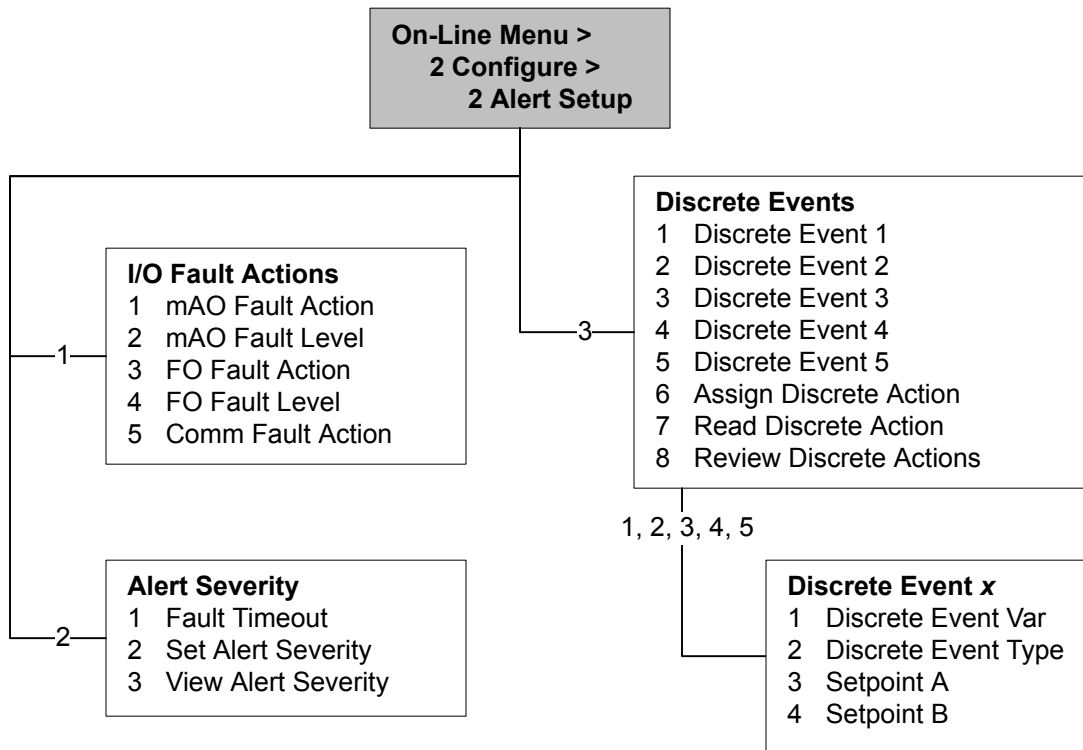 On-Line Menu >
2 Configure >
2 Alert Setup
I/O Fault Actions
1 mAO Fault Action
2 mAO Fault Level
3 FO Fault Action
4 FO Fault Level
5 Comm Fault Action
1
Discrete Events
1 Discrete Event 1
2 Discrete Event 2
3 Discrete Event 3
4 Discrete Event 4
5 Discrete Event 5
6 Assign Discrete Action
7 Read Discrete Action
8 Review Discrete Actions
3
1, 2, 3, 4, 5
Alert Severity
1 Fault Timeout
2 Set Alert Severity
3 View Alert Severity
2
Discrete Event x
1 Discrete Event Var
2 Discrete Event Type
3 Setpoint A
4 Setpoint B